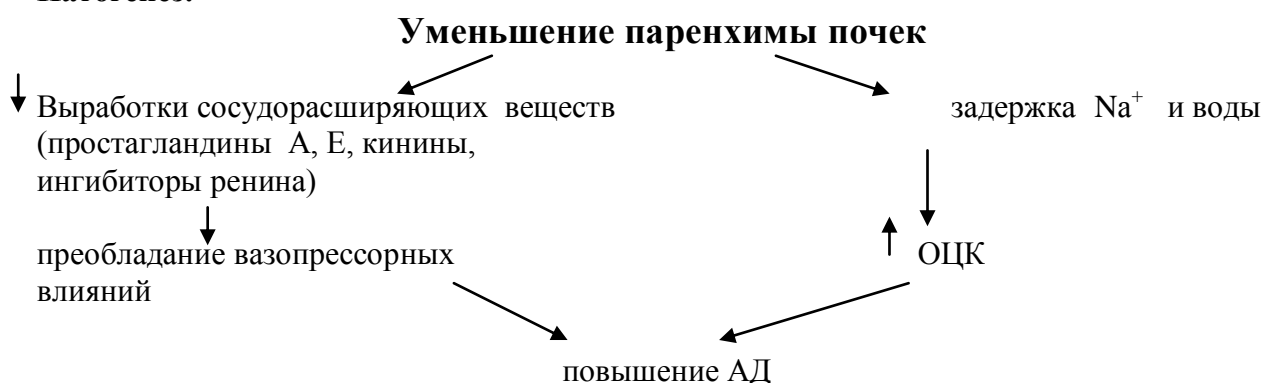 Уменьшение паренхимы почек
Выработки сосудорасширяющих веществ
(простагландины А, Е, кинины,
ингибиторы ренина)
задержка Na⁺ и воды
преобладание вазопрессорных
влияний
ОЦК
повышение АД